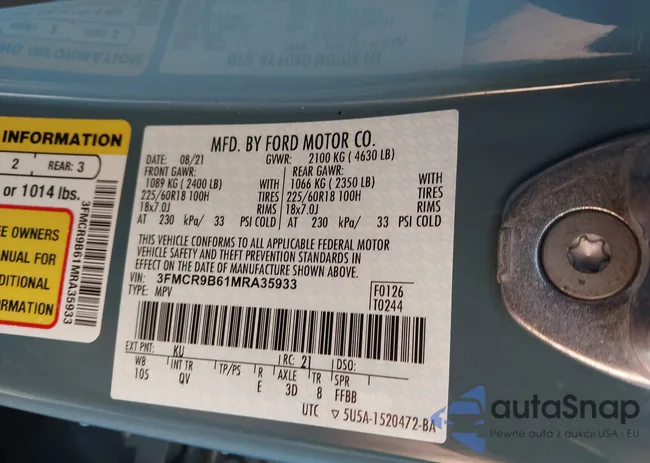 MFD. BY FORD MOTOR CO.
DATE: 08/21 GVWR: 2100 KG (4630 LB)
FRONT GAWR: REAR GAWR:
1089 KG (2400 LB) WITH 1066 KG (2350 LB) WITH
225/60R18 100H TIRES 225/60R18 100H TIRES
18x7.0J RIMS 18x7.0J RIMS
AT 230 kPa/ 33 PSI COLD AT 230 kPa/ 33 PSI COLD
THIS VEHICLE CONFORMS TO ALL APPLICABLE FEDERAL MOTOR
VEHICLE SAFETY AND THEFT PREVENTION STANDARDS IN
EFFECT ON THE DATE OF MANUFACTURE SHOWN ABOVE.
VIN: 3FMCR9B61MRA35933 F0126
TYPE: MPV T0244
EXT PNT: KU RC: 21 DSO:
WB INT TR TP/PS R AXLE TR SPR
105 QV E 3D 8 FFBB
UTC ▽ 5U5A-1520472-BA
INFORMATION
2 REAR: 3
or 1014 lbs.
EE OWNERS
MANUAL FOR
DDITIONAL
FORMATION
3FMCR9B61MRA35933
autaSnap
Pewne auta z aukcji USA i EU